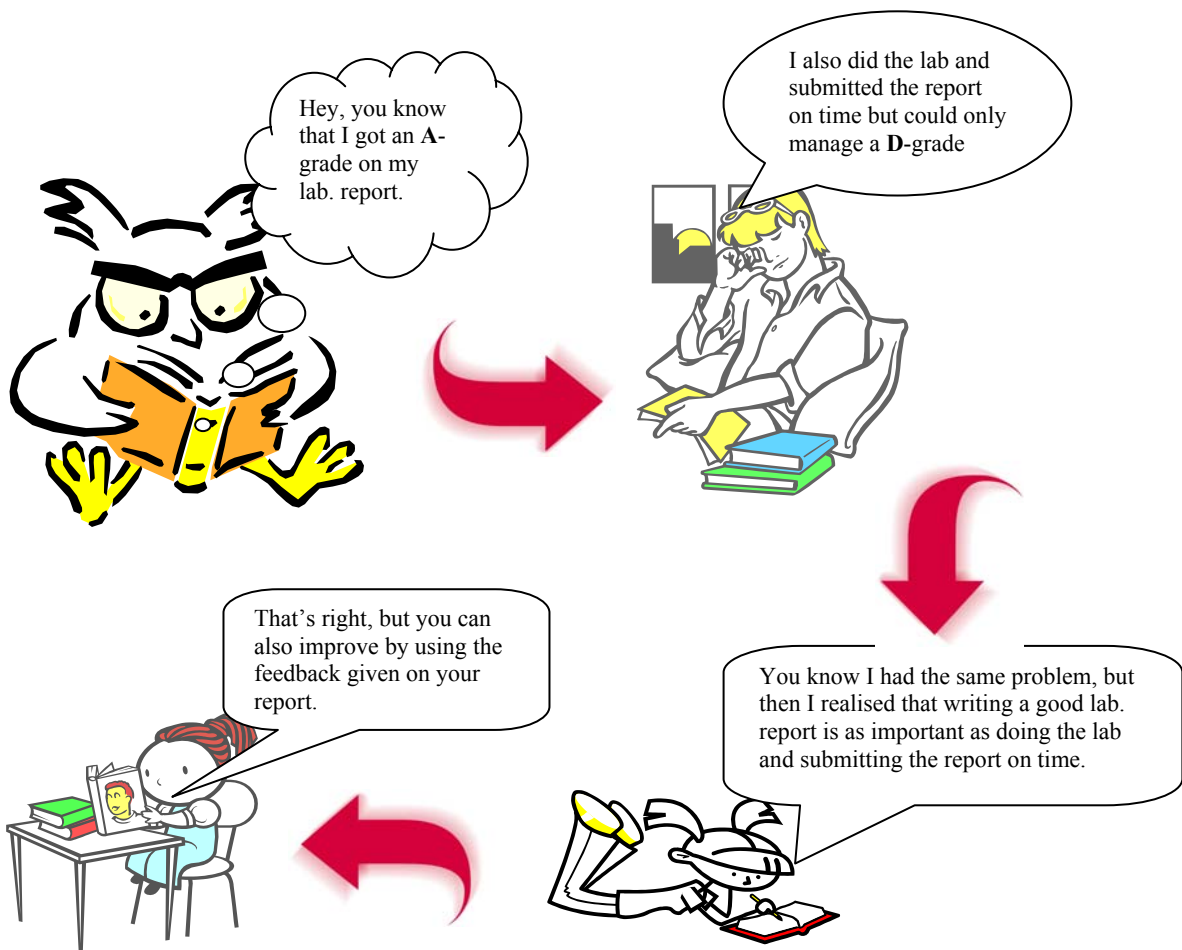 Hey, you know
that I got an A-
grade on my
lab. report.
I also did the lab and
submitted the report
on time but could only
manage a D-grade
You know I had the same problem, but
then I realised that writing a good lab.
report is as important as doing the lab
and submitting the report on time.
That’s right, but you can
also improve by using the
feedback given on your
report.